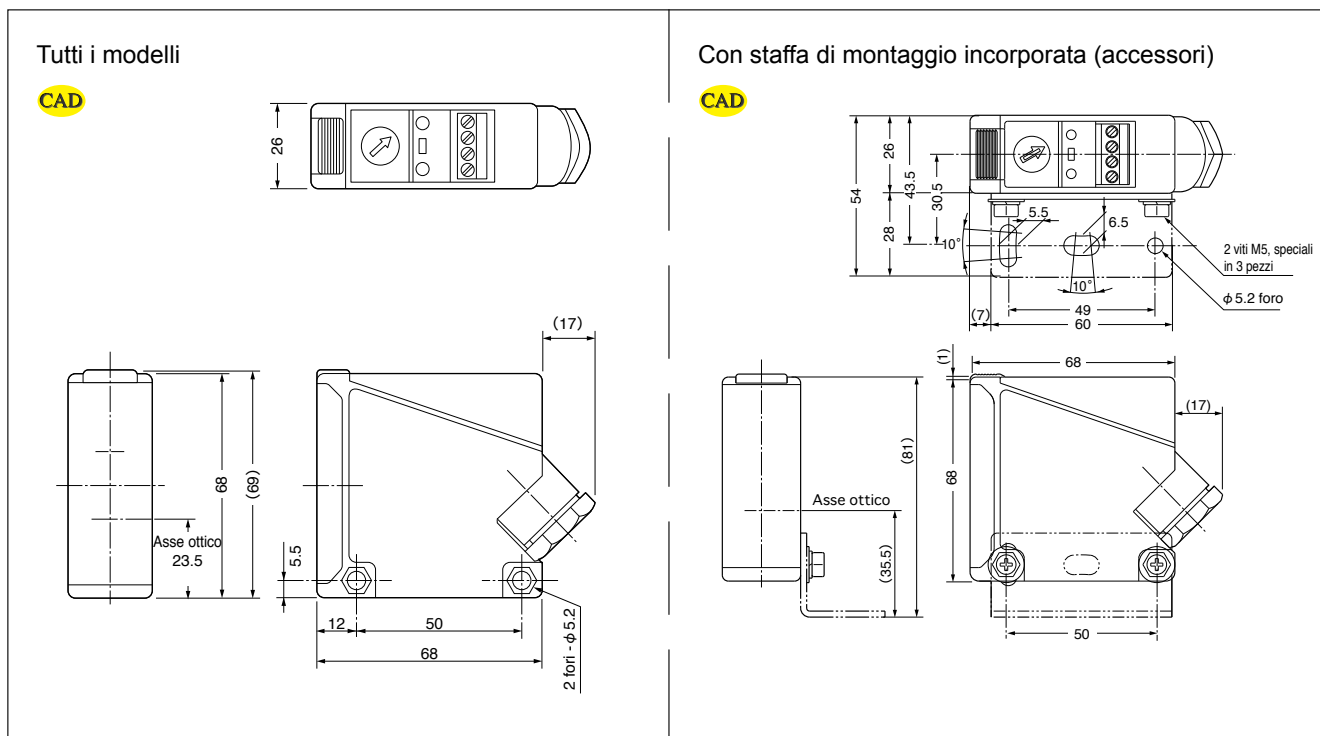 Tutti i modelli
CAD
26
(17)
68
(69)
Asse ottico
23.5
5.5
12
50
68
2 fori - φ 5.2
Con staffa di montaggio incorporata (accessori)
CAD
54
26
28
43.5
30.5
5.5
6.5
10°
10°
2 viti M5, speciali
in 3 pezzi
φ 5.2 foro
49
(7)
60
(1)
68
(17)
(81)
68
Asse ottico
(35.5)
50